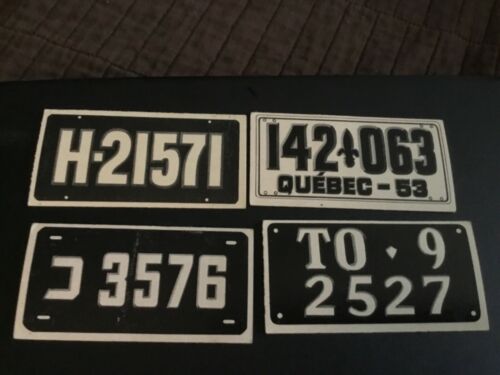 H-21571
142⚜063
QUÉBEC - 53
כ 3576
TO · 9
2527